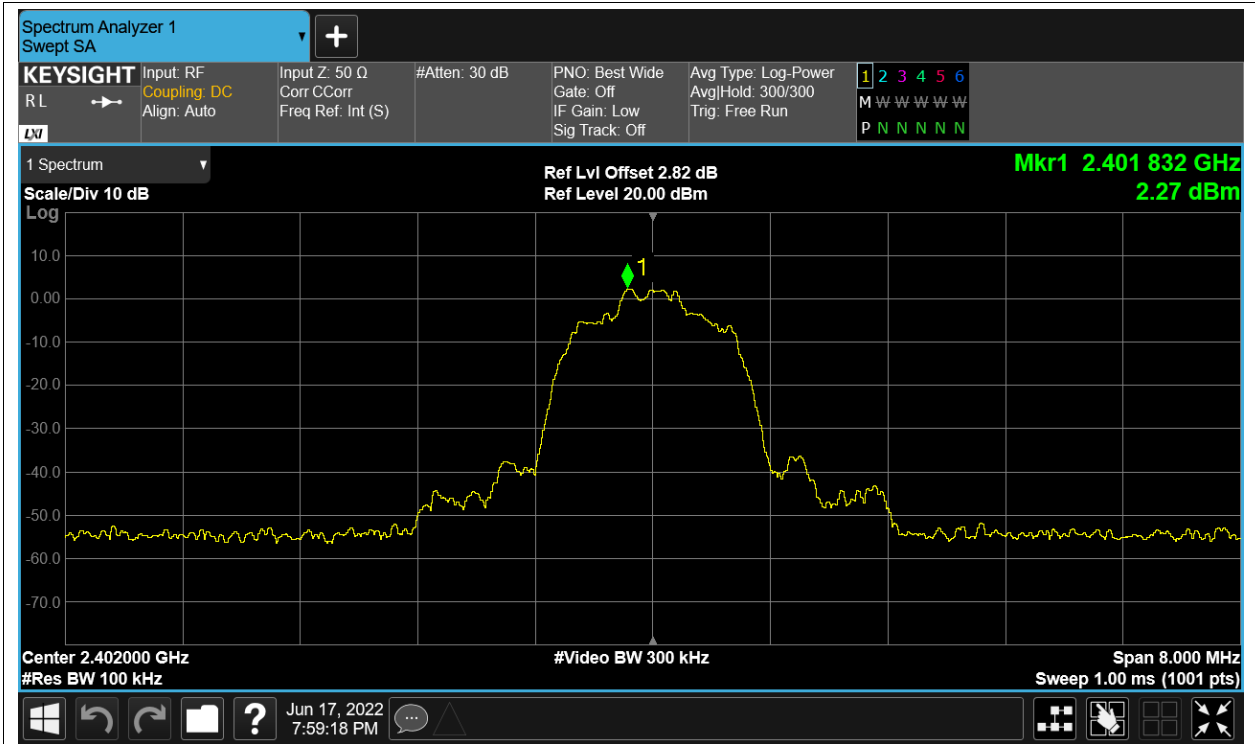 Spectrum Analyzer 1
Swept SA
KEYSIGHT
R L
LXI
Input: RF
Coupling: DC
Align: Auto
Input Z: 50 Ω
Corr CCorr
Freq Ref: Int (S)
#Atten: 30 dB
PNO: Best Wide
Gate: Off
IF Gain: Low
Sig Track: Off
Avg Type: Log-Power
Avg|Hold: 300/300
Trig: Free Run
1 2 3 4 5 6
M W W W W W
P N N N N N
1 Spectrum
Scale/Div 10 dB
Log
Ref Lvl Offset 2.82 dB
Ref Level 20.00 dBm
Mkr1 2.401 832 GHz
2.27 dBm
10.0
0.00
-10.0
-20.0
-30.0
-40.0
-50.0
-60.0
-70.0
1
Center 2.402000 GHz
#Res BW 100 kHz
#Video BW 300 kHz
Span 8.000 MHz
Sweep 1.00 ms (1001 pts)
?
Jun 17, 2022
7:59:18 PM